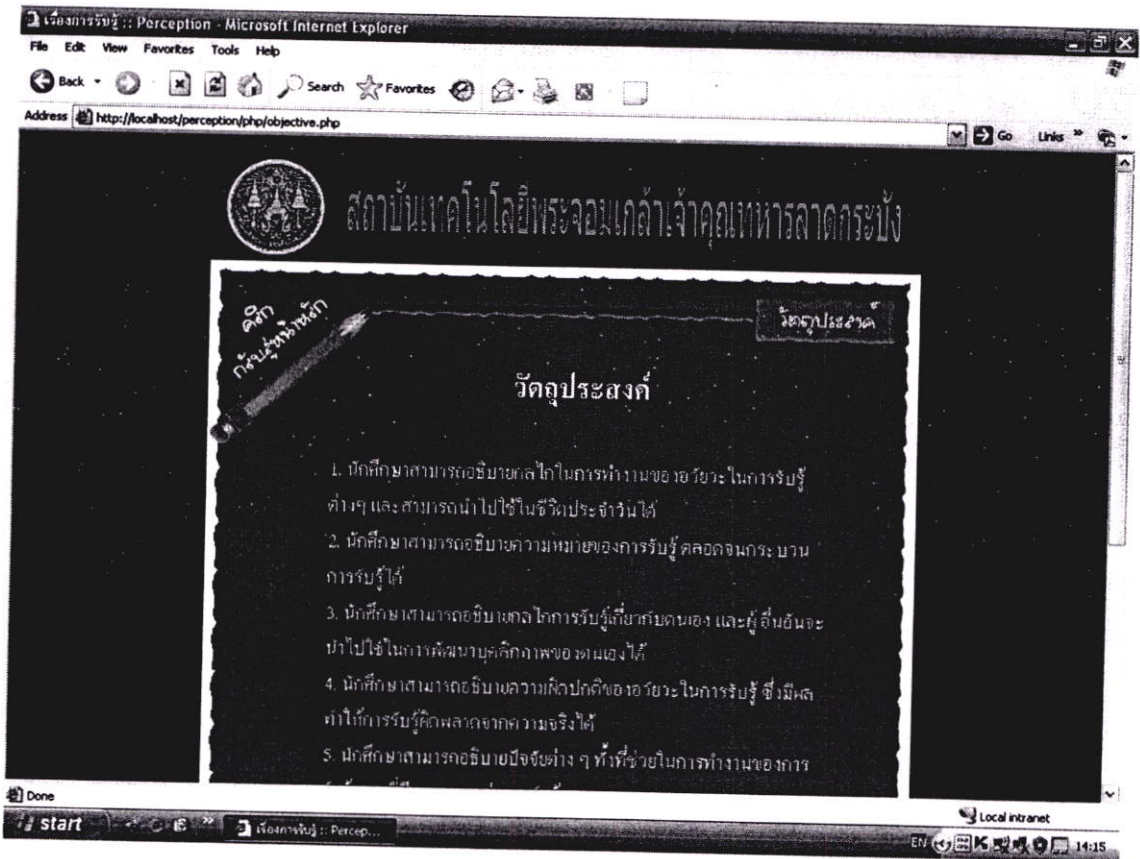 เรื่องการรับรู้ :: Perception - Microsoft Internet Explorer
File Edit View Favorites Tools Help
Back Search Favorites
Address http://localhost/perception/php/objective.php Go Links »
สถาบันเทคโนโลยีพระจอมเกล้าเจ้าคุณทหารลาดกระบัง
คลิก
กลับสู่หน้าหลัก
วัตถุประสงค์
วัตถุประสงค์
1. นักศึกษาสามารถอธิบายกลไกในการทำงานของอวัยวะในการรับรู้
ต่างๆ และสามารถนำไปใช้ในชีวิตประจำวันได้
2. นักศึกษาสามารถอธิบายความหมายของการรับรู้ ตลอดจนกระบวน
การรับรู้ได้
3. นักศึกษาสามารถอธิบายกลไกการรับรู้เกี่ยวกับตนเอง และผู้อื่นอันจะ
นำไปใช้ในการพัฒนาบุคลิกภาพของตนเองได้
4. นักศึกษาสามารถอธิบายความผิดปกติของอวัยวะในการรับรู้ ซึ่งมีผล
ทำให้การรับรู้ผิดพลาดจากความจริงได้
5. นักศึกษาสามารถอธิบายปัจจัยต่าง ๆ ทั้งที่ช่วยในการทำงานของการ
Done Local intranet
start เรื่องการรับรู้ :: Percep... EN 14:15